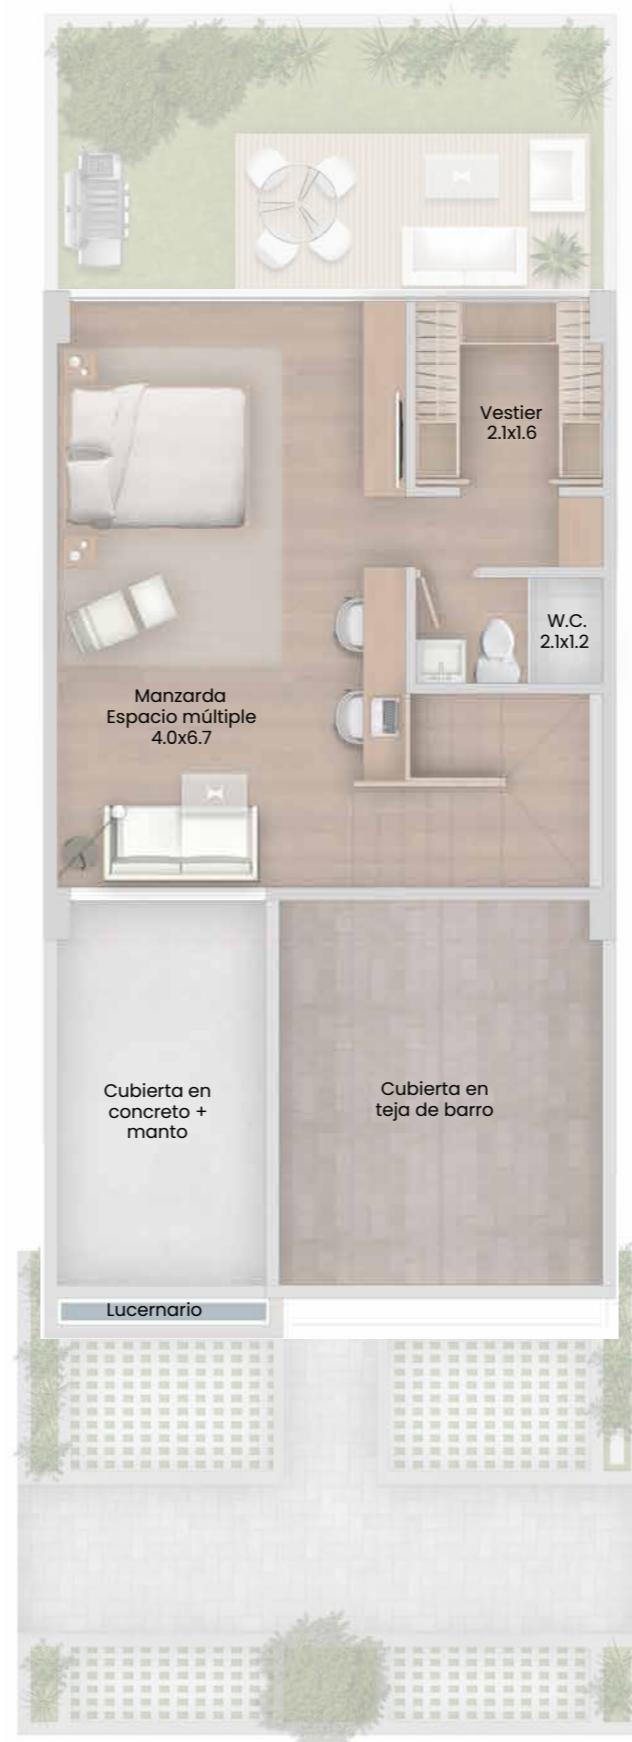 Vestier
2.1x1.6
W.C.
2.1x1.2
Manzarda
Espacio múltiple
4.0x6.7
Cubierta en
concreto +
manto
Cubierta en
teja de barro
Lucernario